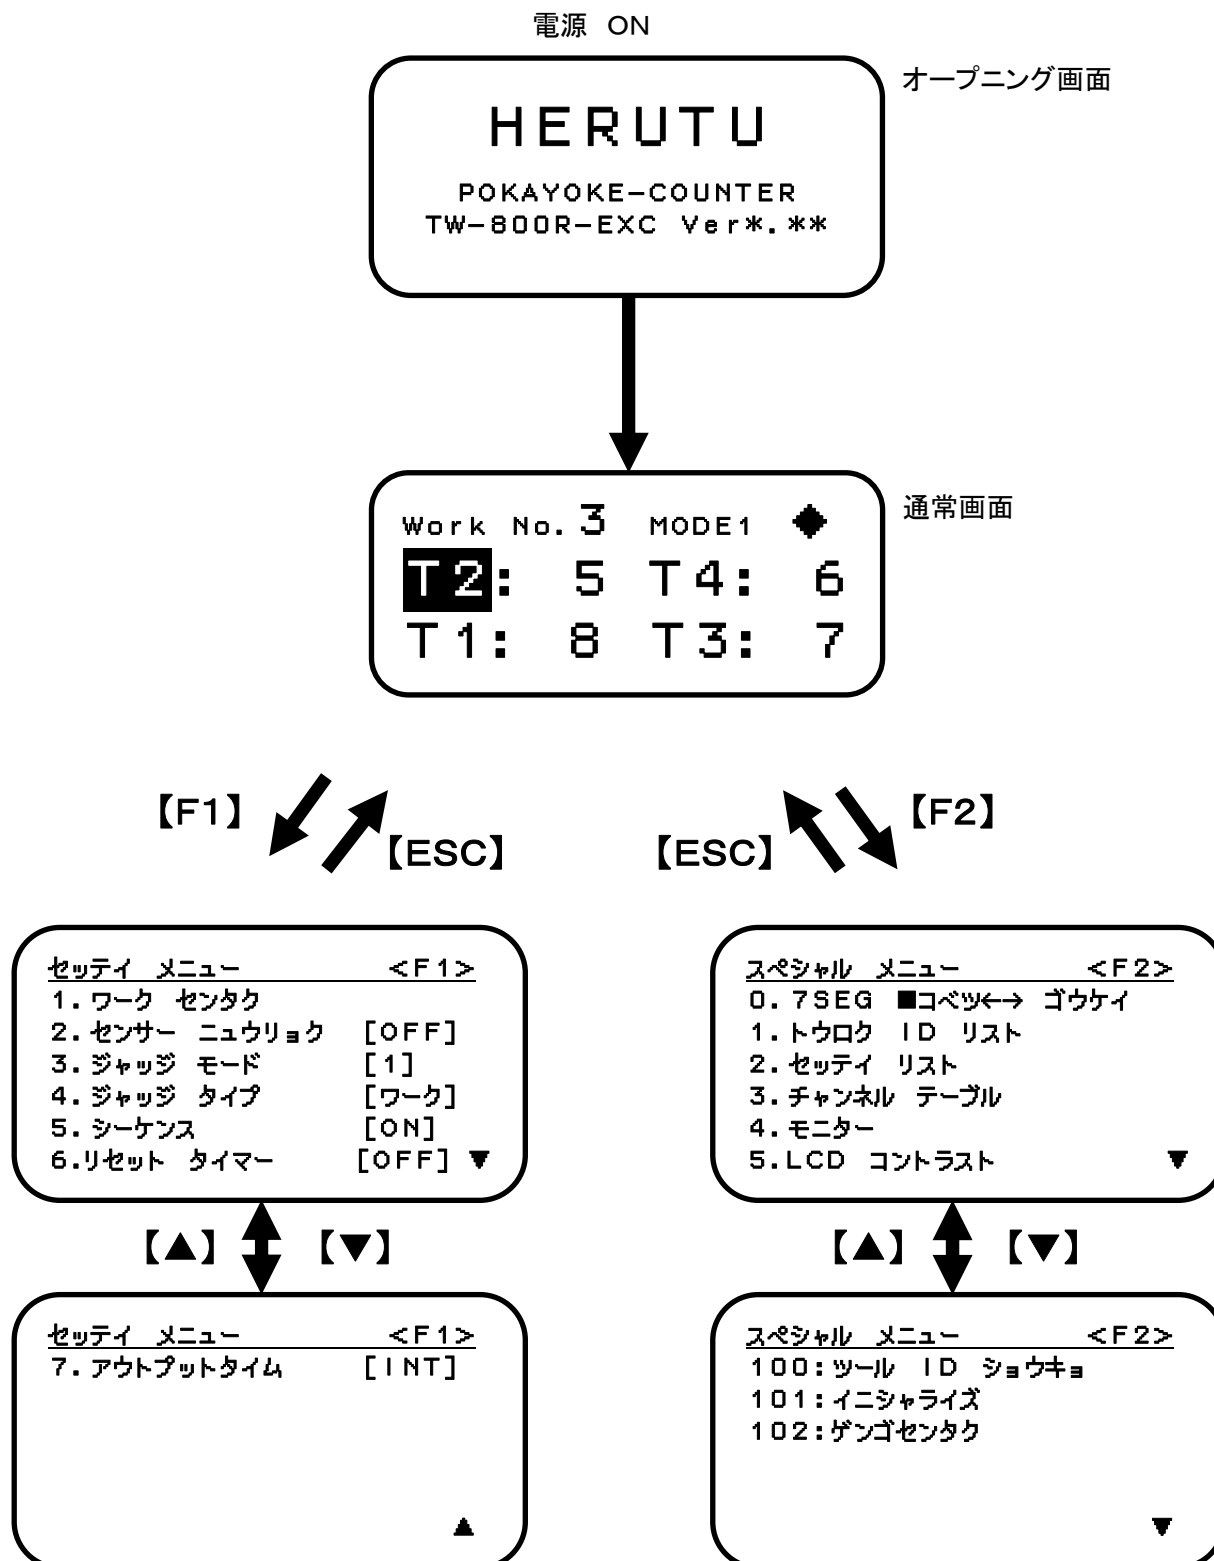 電源 ON
オープニング画面
HERUTU
POKAYOKE-COUNTER
TW-800R-EXC Ver*.**
通常画面
Work No.3 MODE1 ◆
T2: 5 T4: 6
T1: 8 T3: 7
【F1】
【ESC】
【ESC】
【F2】
セッテイ メニュー <F1>
1.ワーク センタク
2.センサー ニュウリョク [OFF]
3.ジャッジ モード [1]
4.ジャッジ タイプ [ワーク]
5.シーケンス [ON]
6.リセット タイマー [OFF] ▼
【▲】 【▼】
セッテイ メニュー <F1>
7.アウトプットタイム [INT]
▲
スペシャル メニュー <F2>
0.7SEG ■コベツ←→ ゴウケイ
1.トウロク ID リスト
2.セッテイ リスト
3.チャンネル テーブル
4.モニター
5.LCD コントラスト ▼
【▲】 【▼】
スペシャル メニュー <F2>
100:ツール ID ショウキョ
101:イニシャライズ
102:ゲンゴセンタク
▼